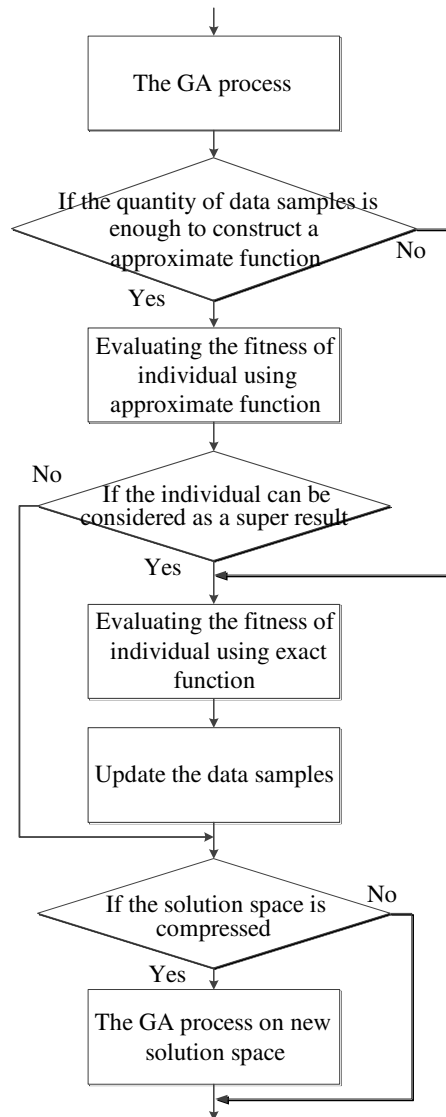 The GA process
If the quantity of data samples is
enough to construct a
approximate function
No
Yes
Evaluating the fitness of
individual using
approximate function
No
If the individual can be
considered as a super result
Yes
Evaluating the fitness of
individual using exact
function
Update the data samples
No
If the solution space is
compressed
Yes
The GA process on new
solution space